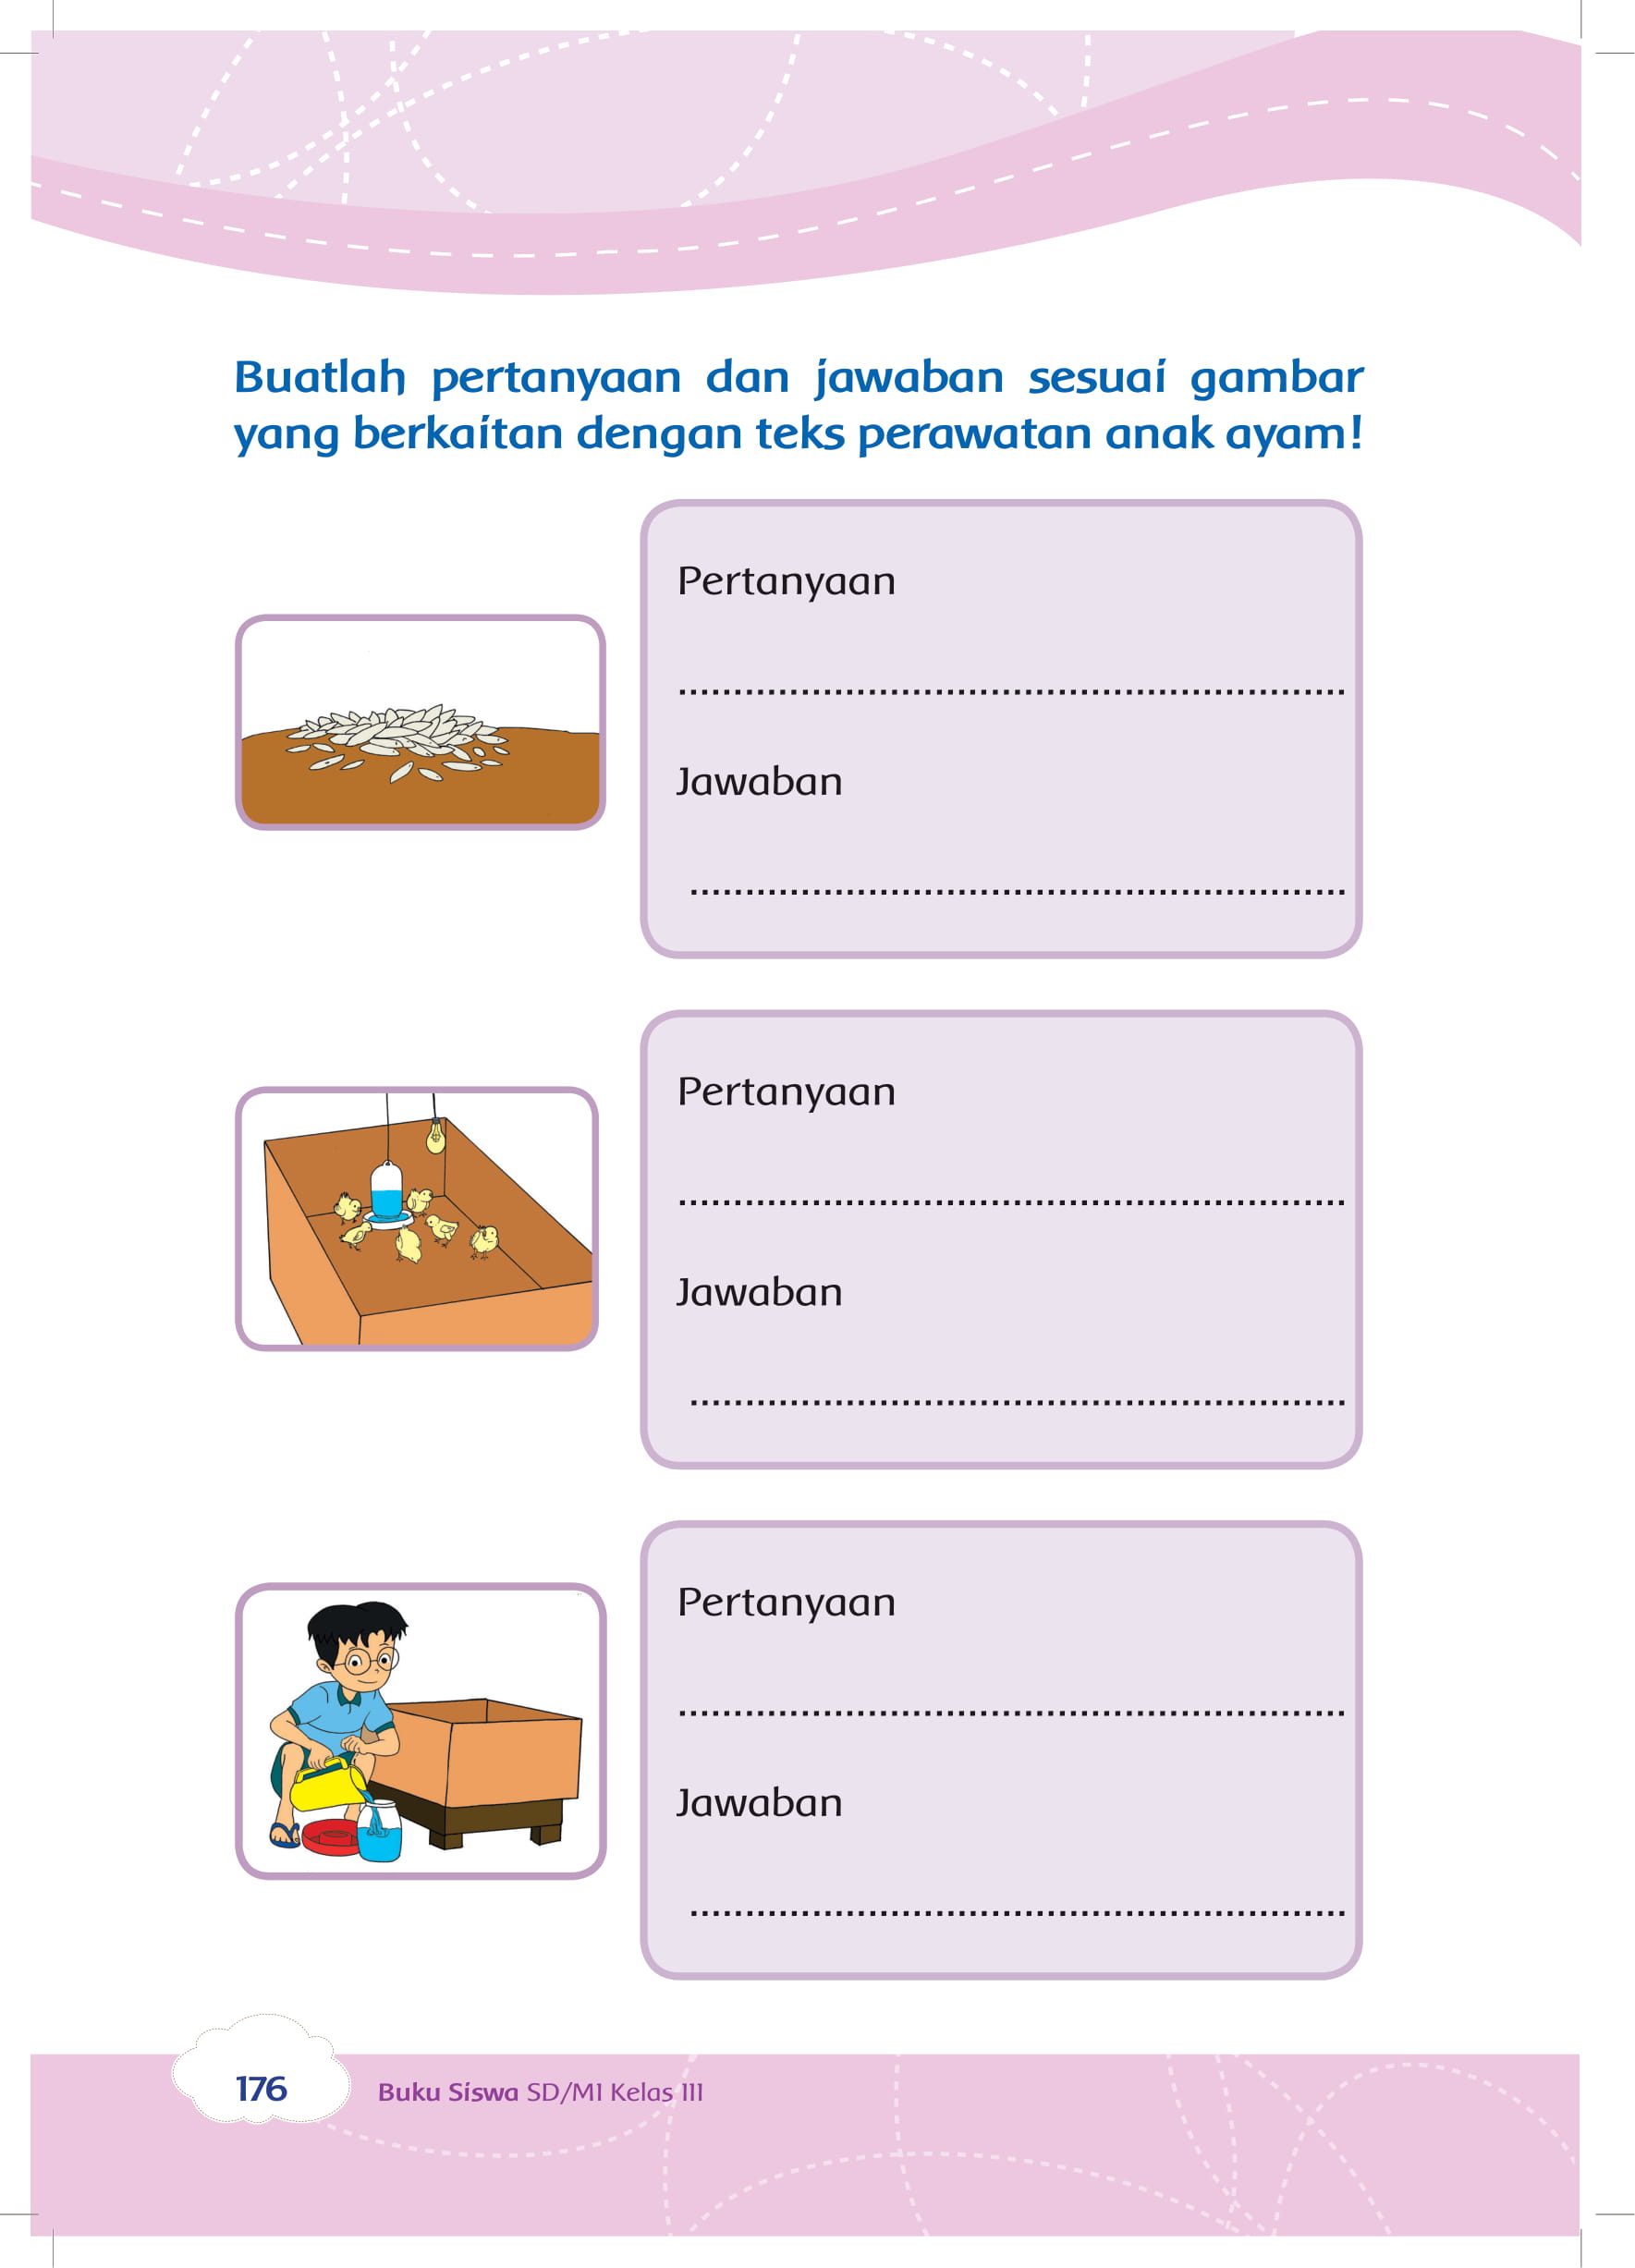 Buatlah pertanyaan dan jawaban sesuai gambar
yang berkaitan dengan teks perawatan anak ayam!
Pertanyaan
............................................................
Jawaban
............................................................
Pertanyaan
............................................................
Jawaban
............................................................
Pertanyaan
............................................................
Jawaban
............................................................
176
Buku Siswa SD/MI Kelas III